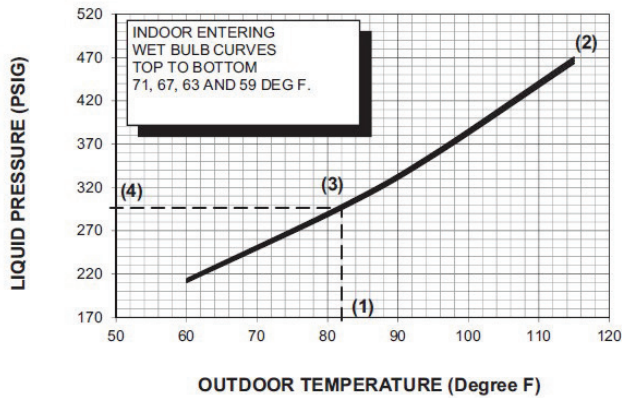 520
470
420
370
320
270
220
170
LIQUID PRESSURE (PSIG)
INDOOR ENTERING
WET BULB CURVES
TOP TO BOTTOM
71, 67, 63 AND 59 DEG F.
(2)
(3)
(4)
(1)
50 60 70 80 90 100 110 120
OUTDOOR TEMPERATURE (Degree F)